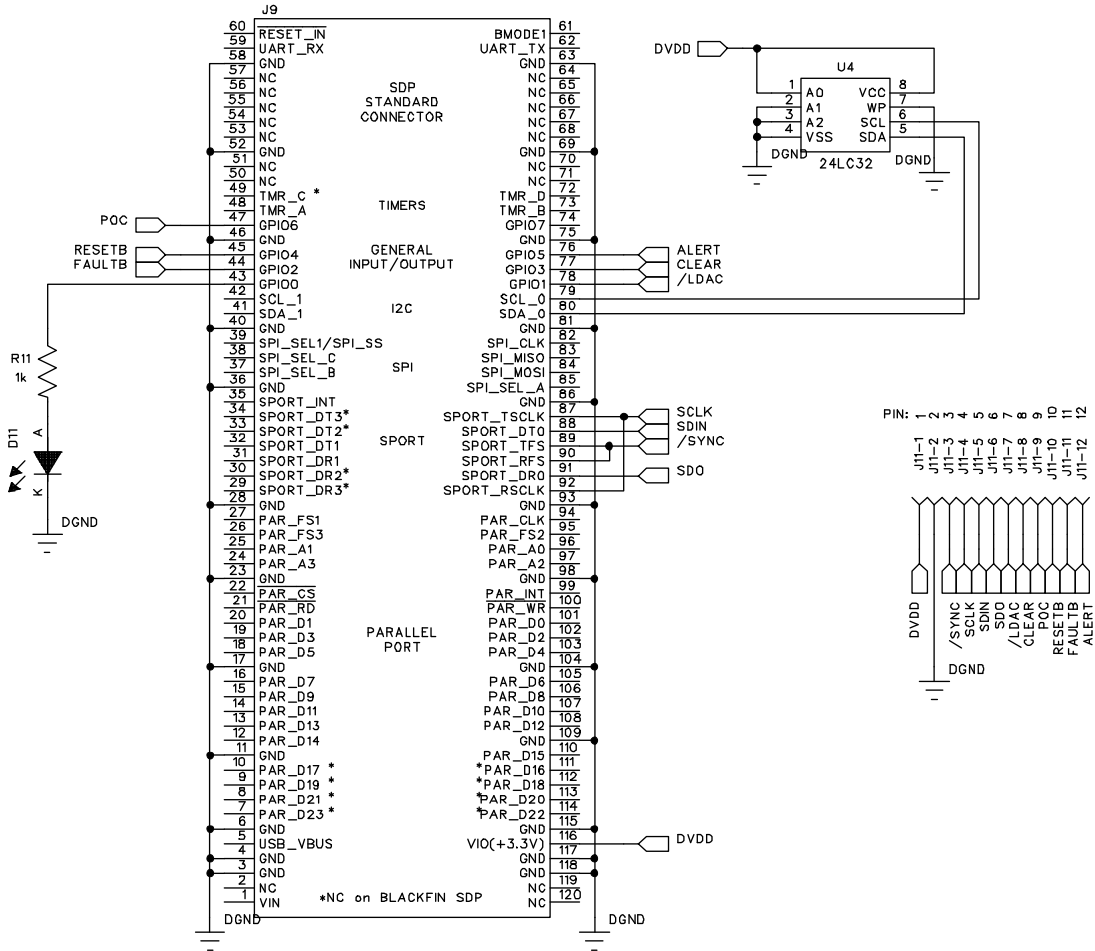 J9
60 RESET_IN BMODE1 61
59 UART_RX UART_TX 62
58 GND GND 63
57 NC NC 64
56 NC SDP NC 65
55 NC STANDARD NC 66
54 NC CONNECTOR NC 67
53 NC NC 68
52 GND GND 69
51 NC NC 70
50 NC NC 71
49 TMR_C * TMR_D 72
48 TMR_A TIMERS TMR_B 73
47 GPIO6 GPIO7 74
46 GND GND 75
45 GPIO4 GENERAL GPIO5 76
44 GPIO2 INPUT/OUTPUT GPIO3 77
43 GPIO0 GPIO1 78
42 SCL_1 SCL_0 79
41 SDA_1 I2C SDA_0 80
40 GND GND 81
39 SPI_SEL1/SPI_SS SPI_CLK 82
38 SPI_SEL_C SPI_MISO 83
37 SPI_SEL_B SPI SPI_MOSI 84
36 GND SPI_SEL_A 85
35 SPORT_INT GND 86
34 SPORT_DT3* SPORT_TSCLK 87
33 SPORT_DT2* SPORT_DT0 88
32 SPORT_DT1 SPORT SPORT_TFS 89
31 SPORT_DR1 SPORT_RFS 90
30 SPORT_DR2* SPORT_DR0 91
29 SPORT_DR3* SPORT_RSCLK 92
28 GND GND 93
27 PAR_FS1 PAR_CLK 94
26 PAR_FS3 PAR_FS2 95
25 PAR_A1 PAR_A0 96
24 PAR_A3 PAR_A2 97
23 GND GND 98
22 PAR_CS PAR_INT 99
21 PAR_RD PAR_WR 100
20 PAR_D1 PAR_D0 101
19 PAR_D3 PARALLEL PAR_D2 102
18 PAR_D5 PORT PAR_D4 103
17 GND GND 104
16 PAR_D7 PAR_D6 105
15 PAR_D9 PAR_D8 106
14 PAR_D11 PAR_D10 107
13 PAR_D13 PAR_D12 108
12 PAR_D14 GND 109
11 GND PAR_D15 110
10 PAR_D17 * *PAR_D16 111
9 PAR_D19 * *PAR_D18 112
8 PAR_D21 * *PAR_D20 113
7 PAR_D23 * *PAR_D22 114
6 GND GND 115
5 USB_VBUS VIO(+3.3V) 116
4 GND GND 117
3 GND GND 118
2 NC NC 119
1 VIN *NC on BLACKFIN SDP NC 120
DGND
DGND
POC
RESETB
FAULTB
R11
1k
D11
A
K
DGND
ALERT
CLEAR
/LDAC
SCLK
SDIN
/SYNC
SDO
DVDD
DVDD
U4
1 A0 VCC 8
2 A1 WP 7
3 A2 SCL 6
4 VSS SDA 5
DGND
24LC32
DGND
PIN: 1 2 3 4 5 6 7 8 9 10 11 12
J11-1
J11-2
J11-3
J11-4
J11-5
J11-6
J11-7
J11-8
J11-9
J11-10
J11-11
J11-12
DVDD
DGND
/SYNC
SCLK
SDIN
SDO
/LDAC
CLEAR
POC
RESETB
FAULTB
ALERT